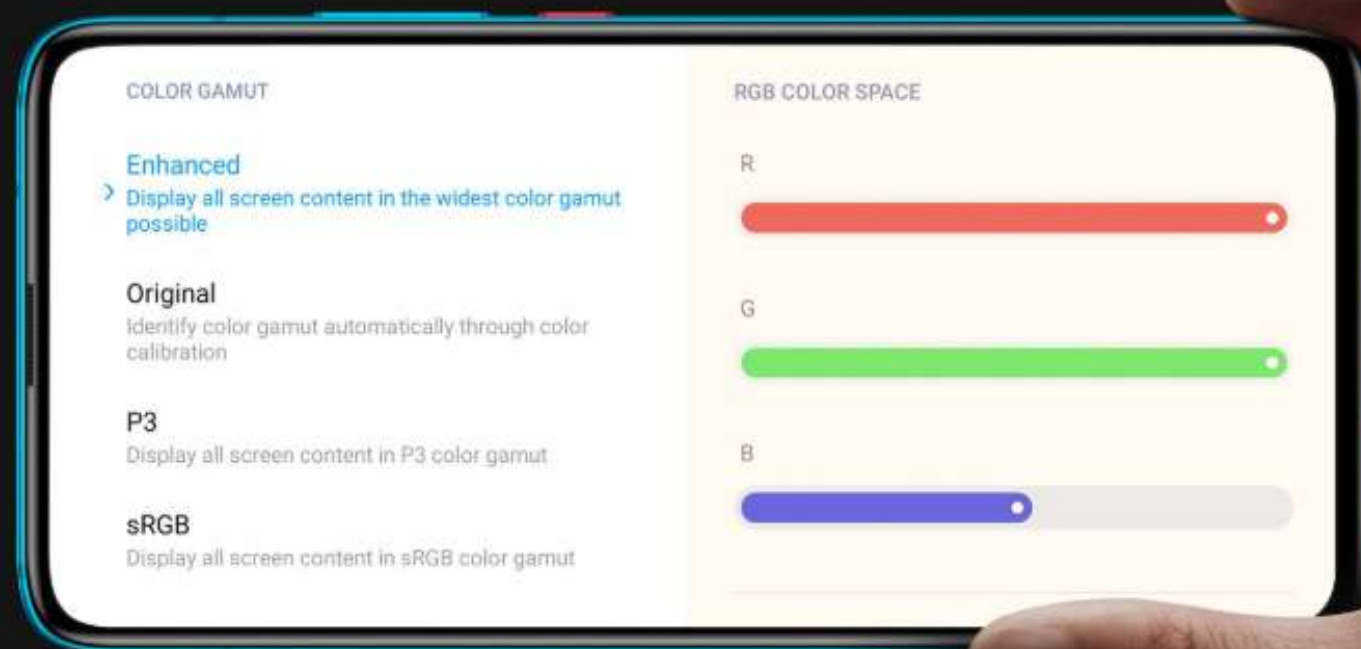 COLOR GAMUT
Enhanced
Display all screen content in the widest color gamut
possible
Original
Identify color gamut automatically through color
calibration
P3
Display all screen content in P3 color gamut
sRGB
Display all screen content in sRGB color gamut
RGB COLOR SPACE
R
G
B